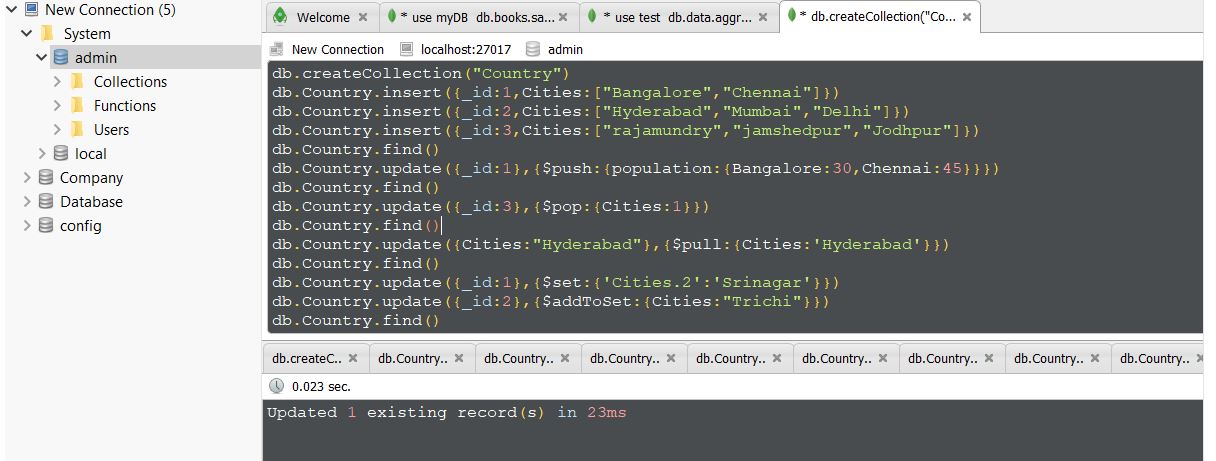 New Connection (5)
System
admin
Collections
Functions
Users
local
Company
Database
config
Welcome
* use myDB db.books.sa...
* use test db.data.aggr...
* db.createCollection("Co...
New Connection localhost:27017 admin
db.createCollection("Country")
db.Country.insert({_id:1,Cities:["Bangalore","Chennai"]})
db.Country.insert({_id:2,Cities:["Hyderabad","Mumbai","Delhi"]})
db.Country.insert({_id:3,Cities:["rajamundry","jamshedpur","Jodhpur"]})
db.Country.find()
db.Country.update({_id:1},{$push:{population:{Bangalore:30,Chennai:45}}})
db.Country.find()
db.Country.update({_id:3},{$pop:{Cities:1}})
db.Country.find()
db.Country.update({Cities:"Hyderabad"},{$pull:{Cities:'Hyderabad'}})
db.Country.find()
db.Country.update({_id:1},{$set:{'Cities.2':'Srinagar'}})
db.Country.update({_id:2},{$addToSet:{Cities:"Trichi"}})
db.Country.find()
db.createC.. db.Country.. db.Country.. db.Country.. db.Country.. db.Country.. db.Country.. db.Country.. db.Country..
0.023 sec.
Updated 1 existing record(s) in 23ms